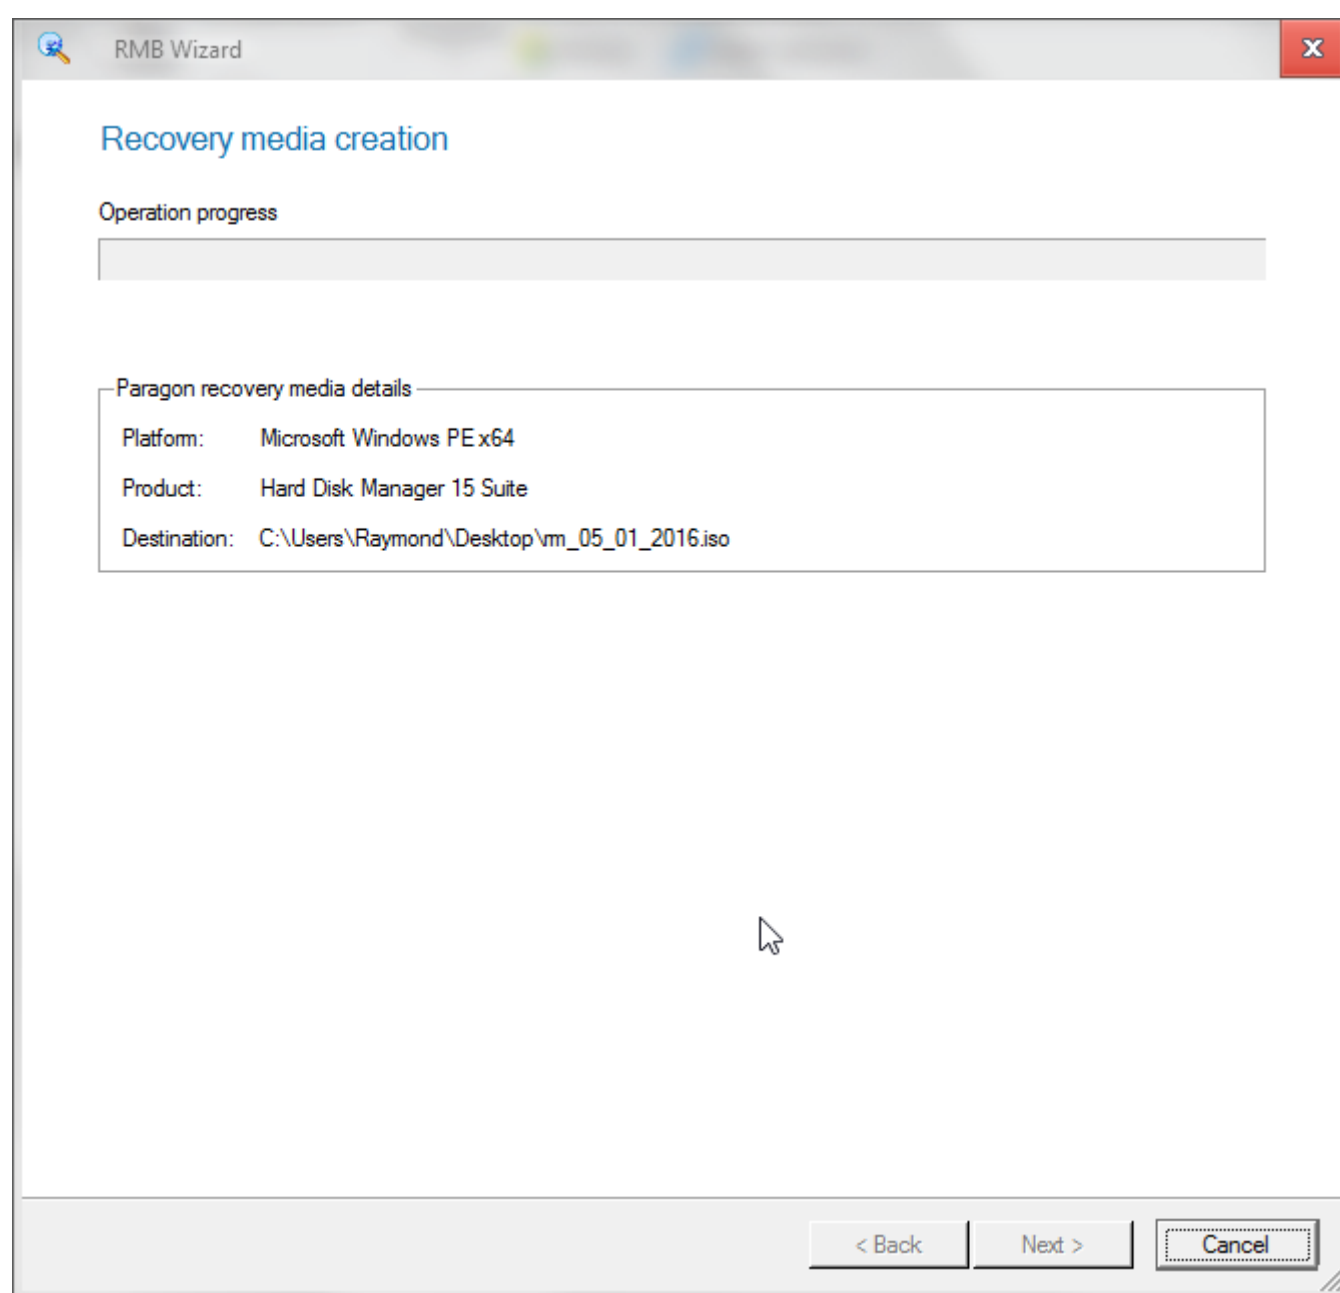 RMB Wizard
Recovery media creation
Operation progress
Paragon recovery media details
Platform: Microsoft Windows PE x64
Product: Hard Disk Manager 15 Suite
Destination: C:\Users\Raymond\Desktop\rm_05_01_2016.iso
< Back Next > Cancel